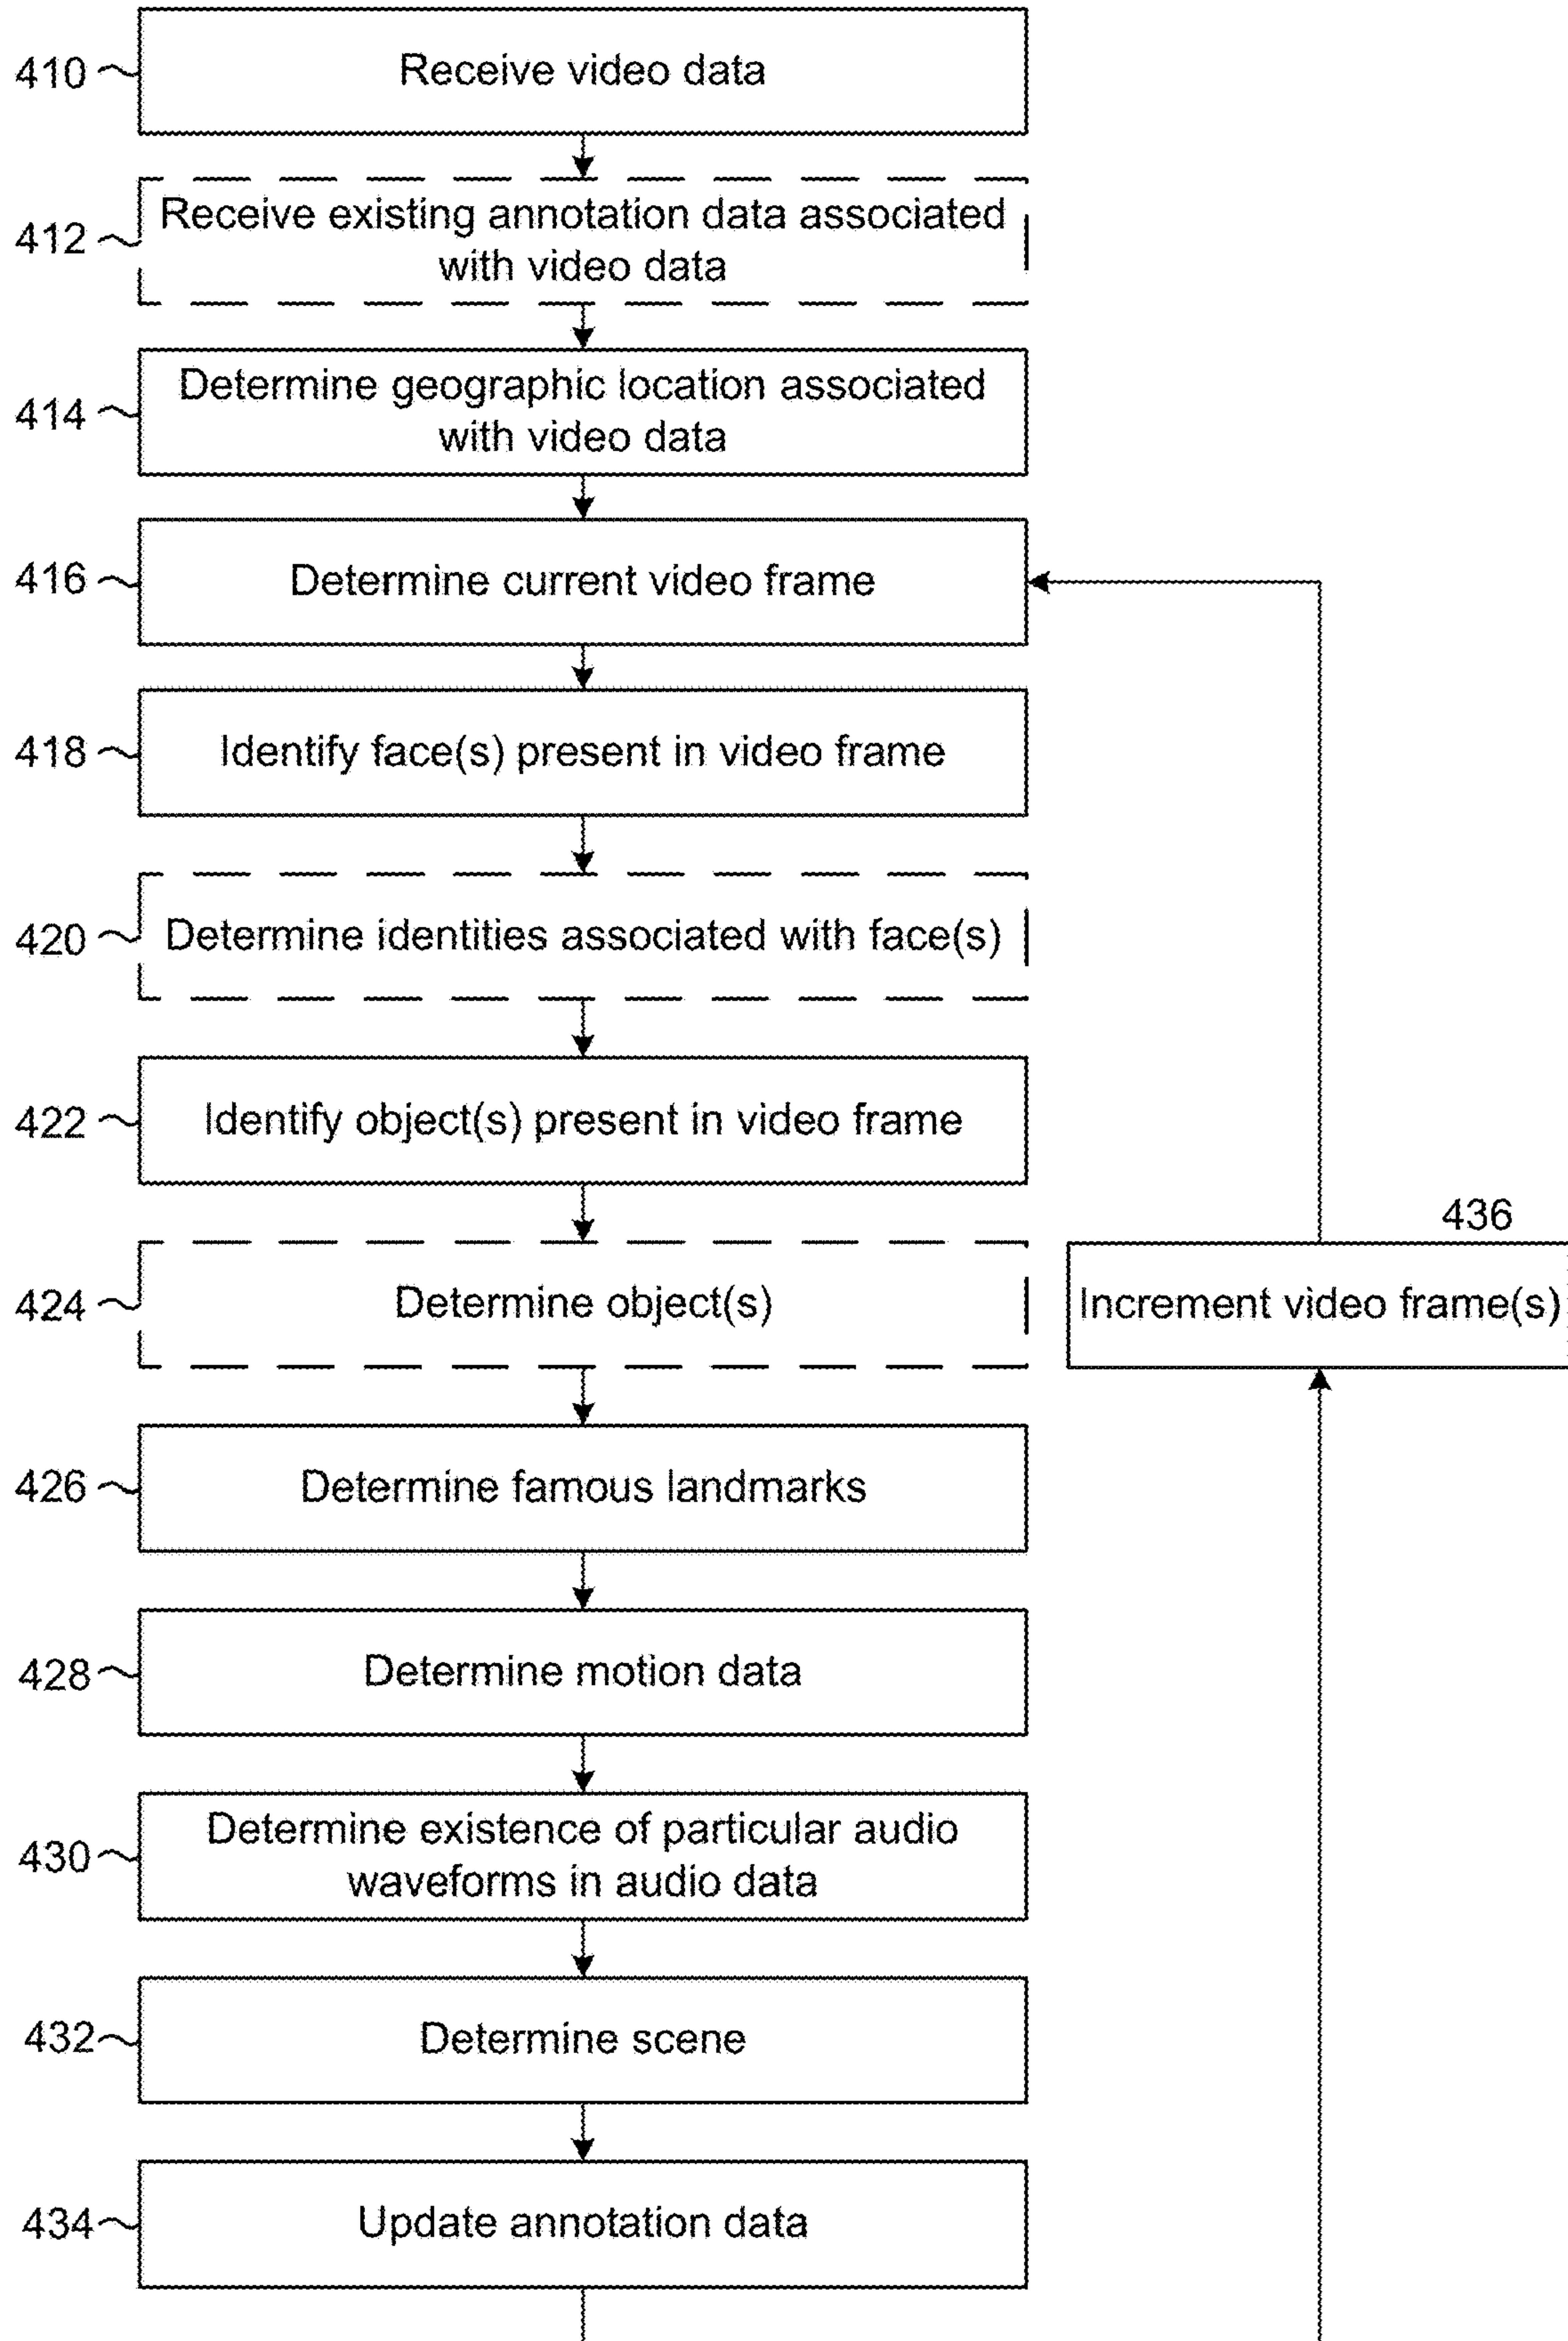 410
Receive video data
412
Receive existing annotation data associated
with video data
414
Determine geographic location associated
with video data
416
Determine current video frame
418
Identify face(s) present in video frame
420
Determine identities associated with face(s)
422
Identify object(s) present in video frame
436
424
Determine object(s)
Increment video frame(s)
426
Determine famous landmarks
428
Determine motion data
430
Determine existence of particular audio
waveforms in audio data
432
Determine scene
434
Update annotation data